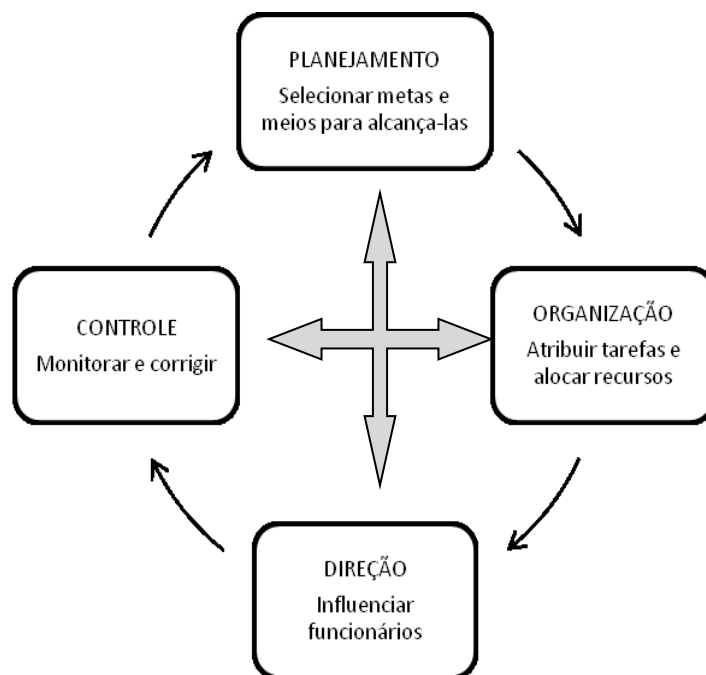 PLANEJAMENTO
Selecionar metas e
meios para alcança-las
CONTROLE
Monitorar e corrigir
ORGANIZAÇÃO
Atribuir tarefas e
alocar recursos
DIREÇÃO
Influenciar
funcionários